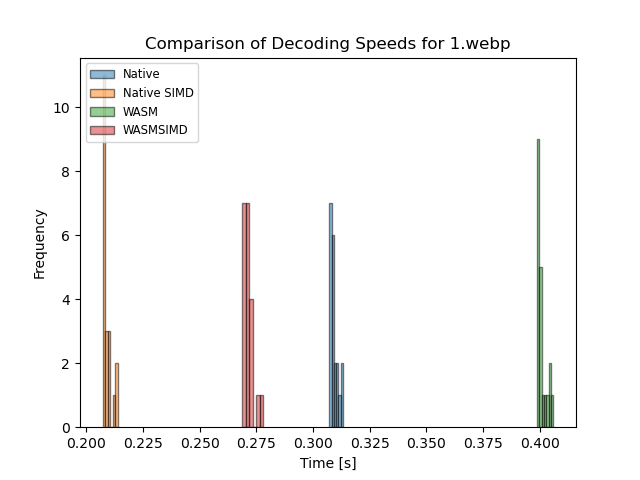 Comparison of Decoding Speeds for 1.webp
Native
Native SIMD
WASM
WASMSIMD
Frequency
10
8
6
4
2
0
0.200 0.225 0.250 0.275 0.300 0.325 0.350 0.375 0.400
Time [s]